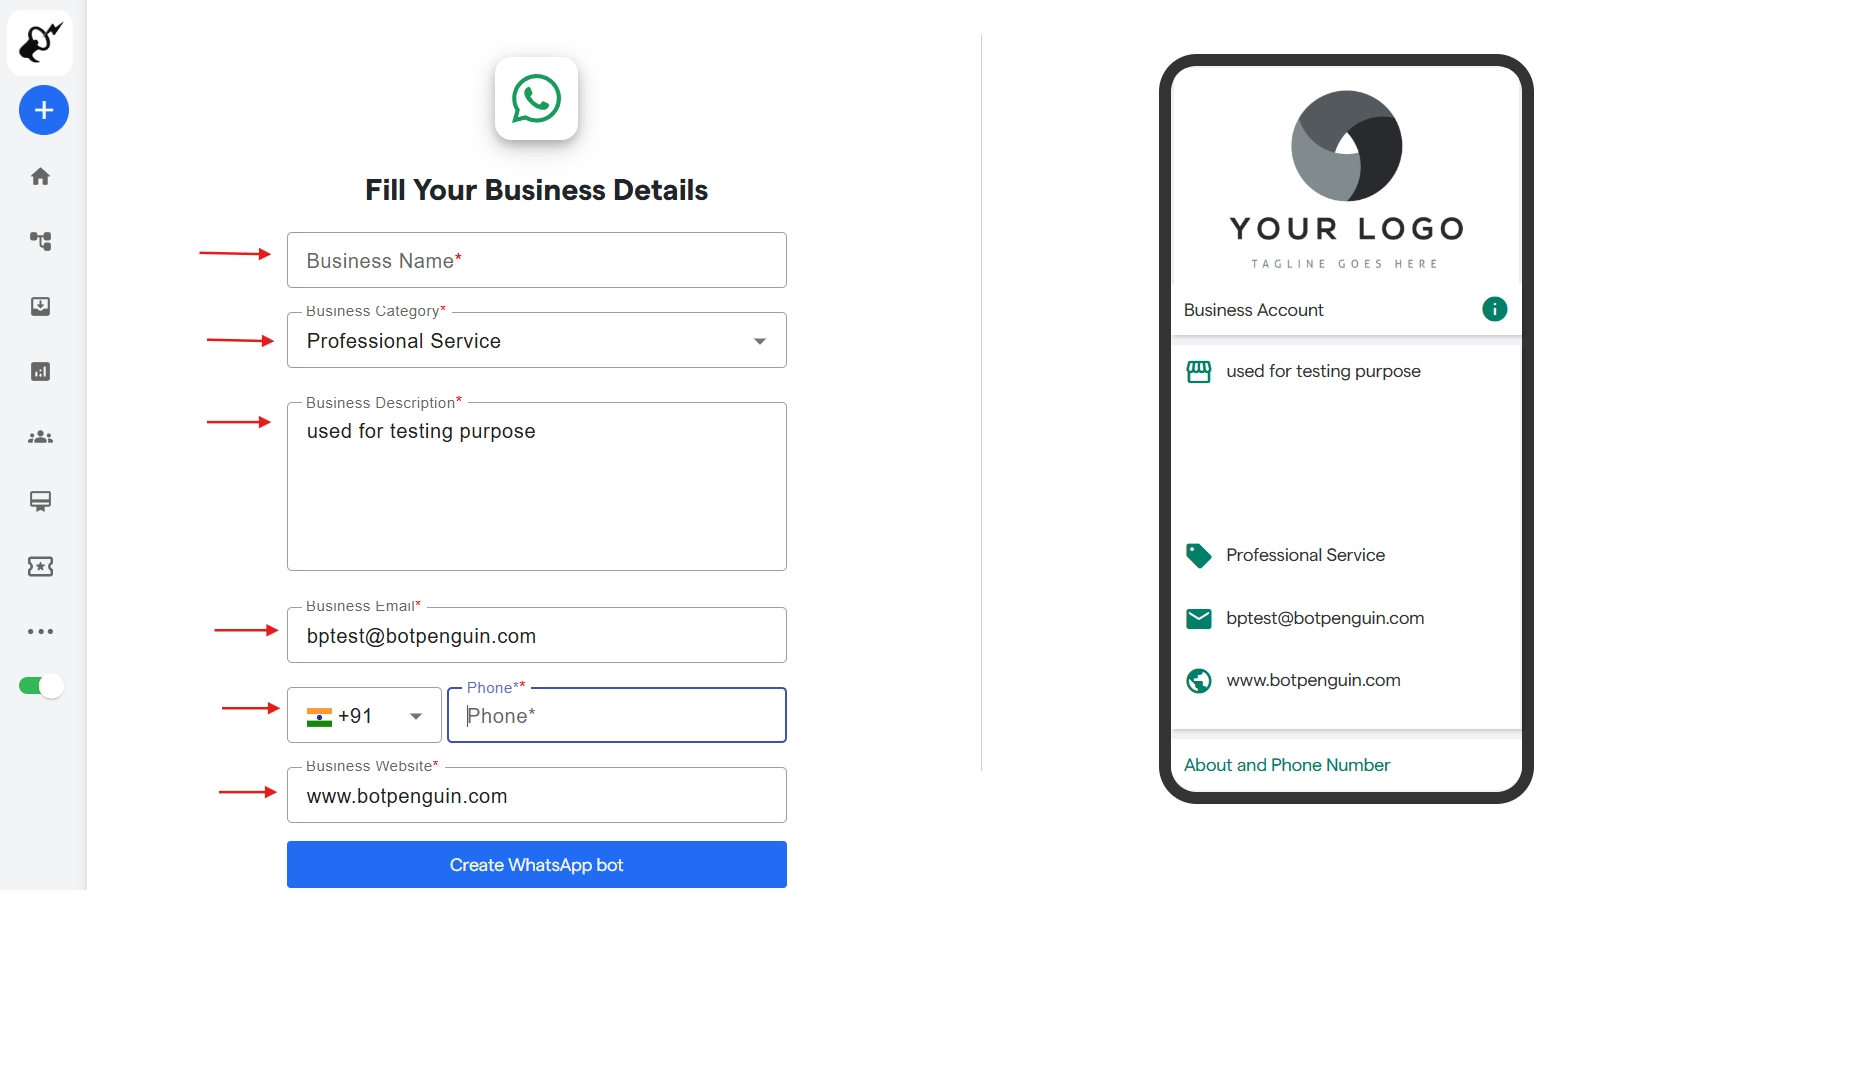 Fill Your Business Details
Business Name*
Business Category*
Professional Service
Business Description*
used for testing purpose
Business Email*
bptest@botpenguin.com
+91
Phone**
Phone*
Business Website*
www.botpenguin.com
Create WhatsApp bot
YOUR LOGO
TAGLINE GOES HERE
Business Account
i
used for testing purpose
Professional Service
bptest@botpenguin.com
www.botpenguin.com
About and Phone Number